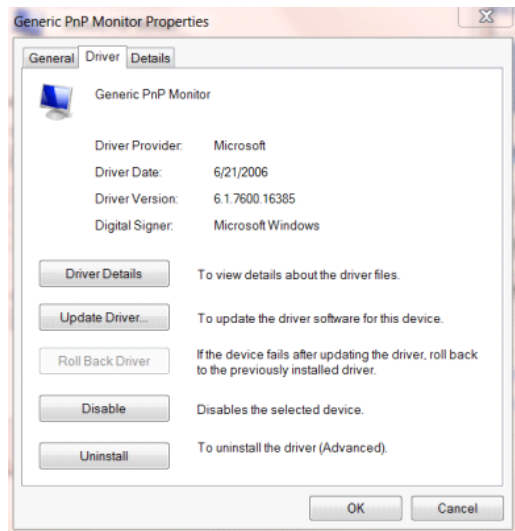 Generic PnP Monitor Properties
General Driver Details
Generic PnP Monitor
Driver Provider: Microsoft
Driver Date: 6/21/2006
Driver Version: 6.1.7600.16385
Digital Signer: Microsoft Windows
Driver Details To view details about the driver files.
Update Driver... To update the driver software for this device.
Roll Back Driver If the device fails after updating the driver, roll back
to the previously installed driver.
Disable Disables the selected device.
Uninstall To uninstall the driver (Advanced).
OK Cancel